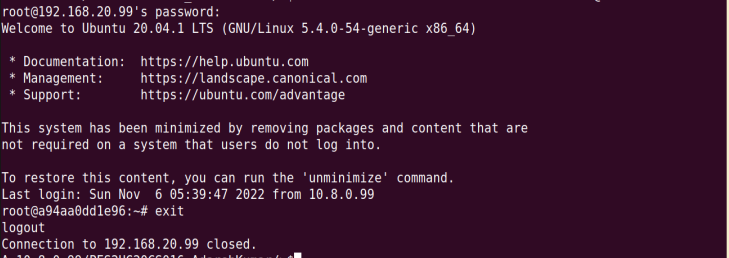 root@192.168.20.99's password:
Welcome to Ubuntu 20.04.1 LTS (GNU/Linux 5.4.0-54-generic x86_64)
* Documentation:  https://help.ubuntu.com
* Management:     https://landscape.canonical.com
* Support:        https://ubuntu.com/advantage
This system has been minimized by removing packages and content that are
not required on a system that users do not log into.
To restore this content, you can run the 'unminimize' command.
Last login: Sun Nov  6 05:39:47 2022 from 10.8.0.99
root@a94aa0dd1e96:~# exit
logout
Connection to 192.168.20.99 closed.